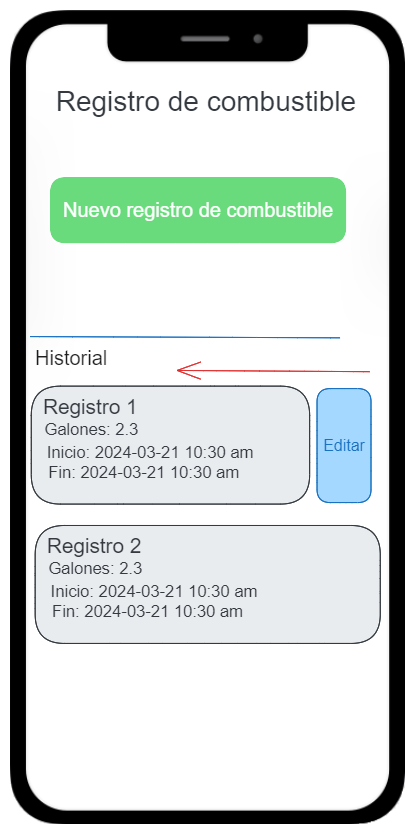 Registro de combustible
Nuevo registro de combustible
Historial
Registro 1
Galones: 2.3
Inicio: 2024-03-21 10:30 am
Fin: 2024-03-21 10:30 am
Editar
Registro 2
Galones: 2.3
Inicio: 2024-03-21 10:30 am
Fin: 2024-03-21 10:30 am